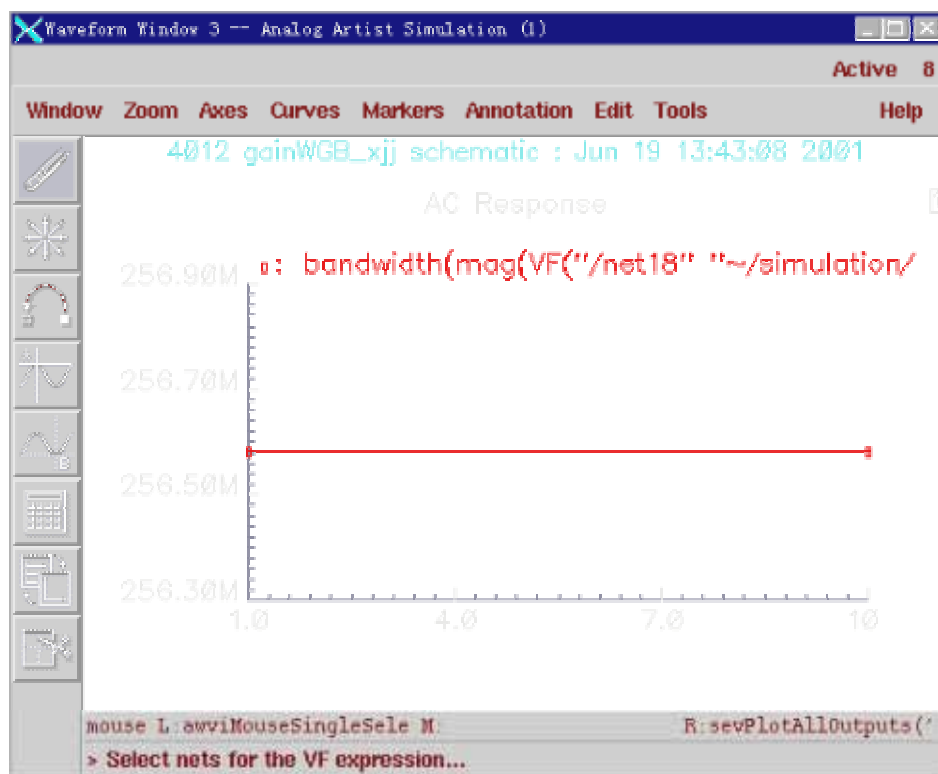 Waveform Window 3 -- Analog Artist Simulation (1)
Active 8
Window Zoom Axes Curves Markers Annotation Edit Tools Help
4012 gainWGB_xjj schematic : Jun 19 13:43:08 2001
AC Response
▯: bandwidth(mag(VF("/net18" "~/simulation/
256.90M
256.70M
256.50M
256.30M
1.0 4.0 7.0 10
mouse L:awviMouseSingleSele M: R:sevPlotAllOutputs('
> Select nets for the VF expression...